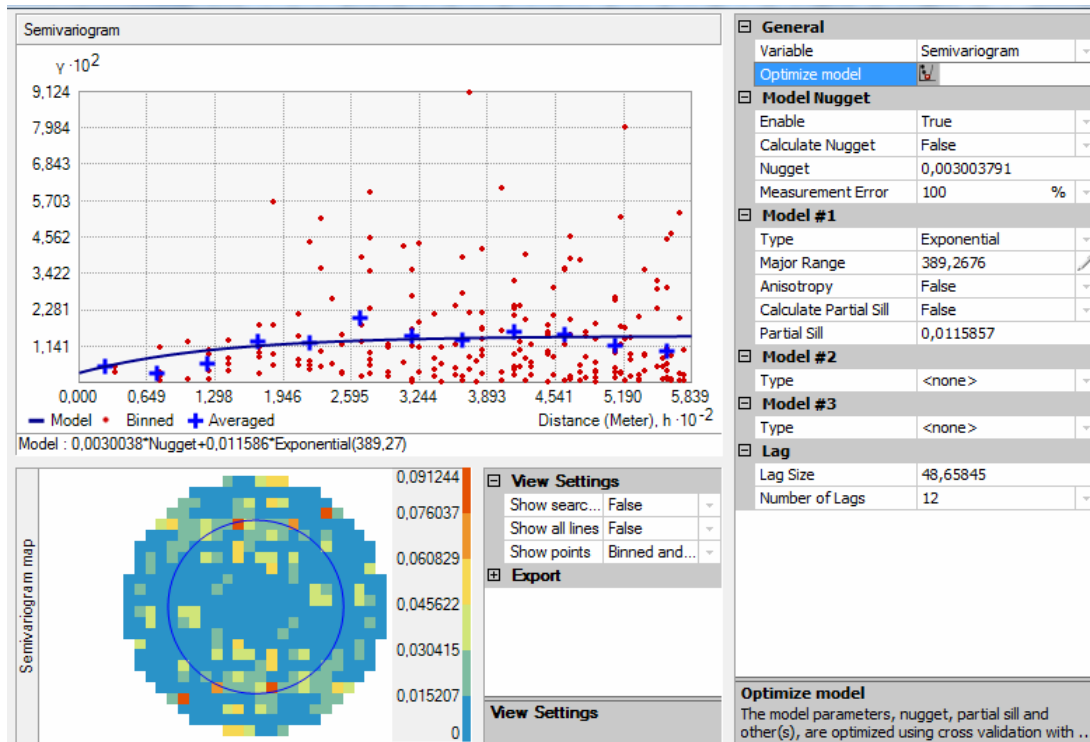 Semivariogram
γ ·10²
9,124
7,984
6,843
5,703
4,562
3,422
2,281
1,141
0,000 0,649 1,298 1,946 2,595 3,244 3,893 4,541 5,190 5,839
Model Binned Averaged Distance (Meter), h ·10⁻²
Model : 0,0030038*Nugget+0,011586*Exponential(389,27)
Semivariogram map
0,091244
0,076037
0,060829
0,045622
0,030415
0,015207
0
View Settings
Show searc... False
Show all lines False
Show points Binned and...
Export
View Settings
General
Variable Semivariogram
Optimize model
Model Nugget
Enable True
Calculate Nugget False
Nugget 0,003003791
Measurement Error 100 %
Model #1
Type Exponential
Major Range 389,2676
Anisotropy False
Calculate Partial Sill False
Partial Sill 0,0115857
Model #2
Type <none>
Model #3
Type <none>
Lag
Lag Size 48,65845
Number of Lags 12
Optimize model
The model parameters, nugget, partial sill and
other(s), are optimized using cross validation with ...